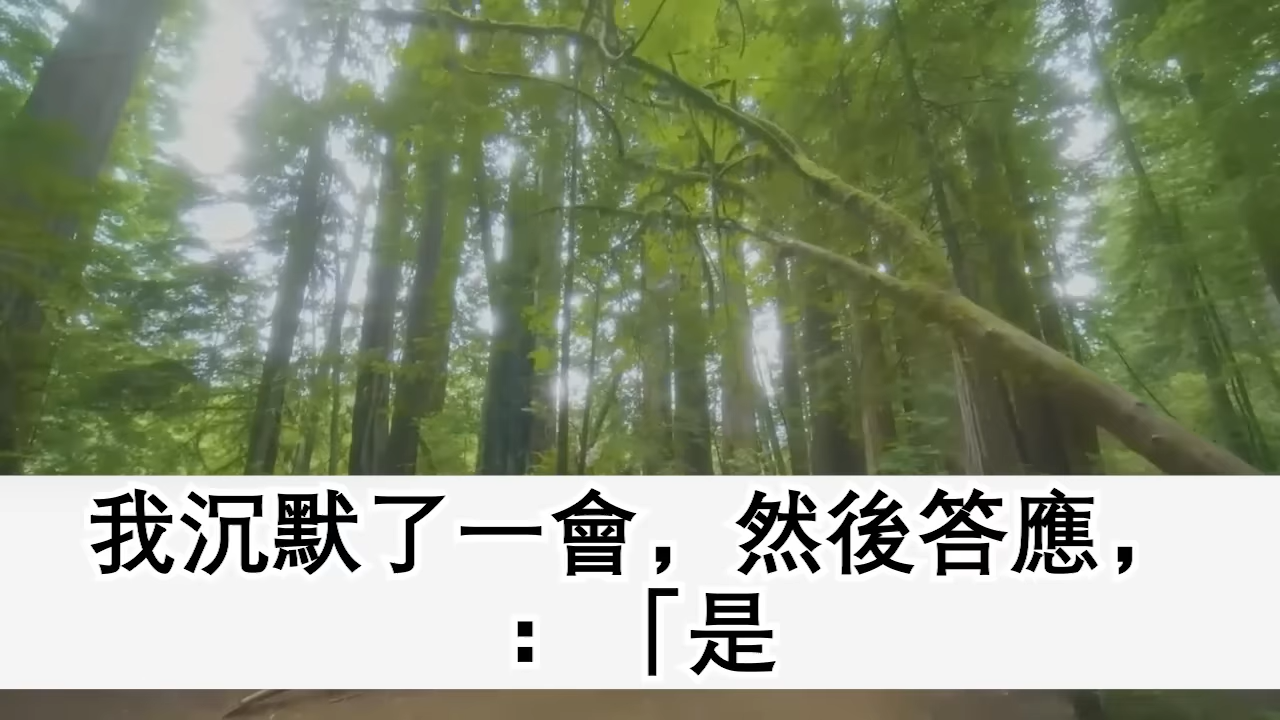 我沉默了一會，然後答應，
：「是